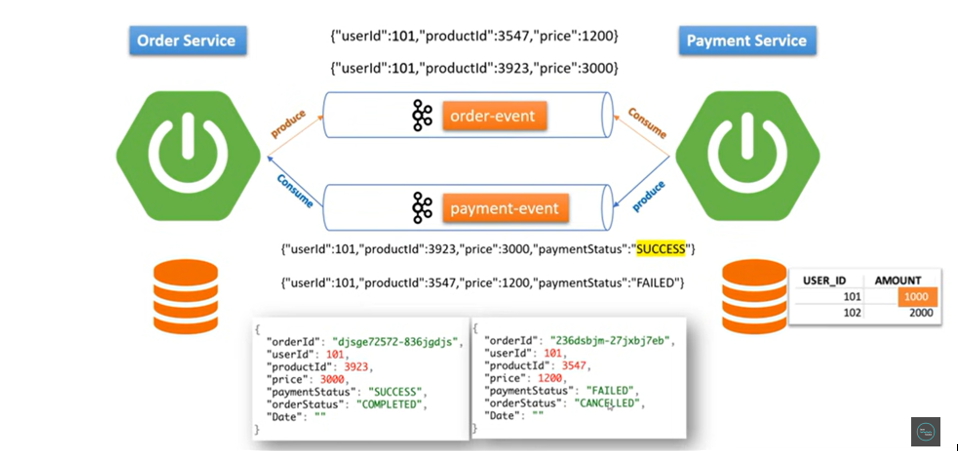 Order Service
{"userId":101,"productId":3547,"price":1200}
Payment Service
{"userId":101,"productId":3923,"price":3000}
produce
order-event
Consume
Consume
payment-event
produce
{"userId":101,"productId":3923,"price":3000,"paymentStatus":"SUCCESS"}
{"userId":101,"productId":3547,"price":1200,"paymentStatus":"FAILED"}
USER_ID AMOUNT
101 1000
102 2000
{
"orderId": "djsge72572-836jgdjs",
"userId": 101,
"productId": 3923,
"price": 3000,
"paymentStatus": "SUCCESS",
"orderStatus": "COMPLETED",
"Date": ""
}
{
"orderId": "236dsbjm-27jxbj7eb",
"userId": 101,
"productId": 3547,
"price": 1200,
"paymentStatus": "FAILED",
"orderStatus": "CANCELLED",
"Date": ""
}